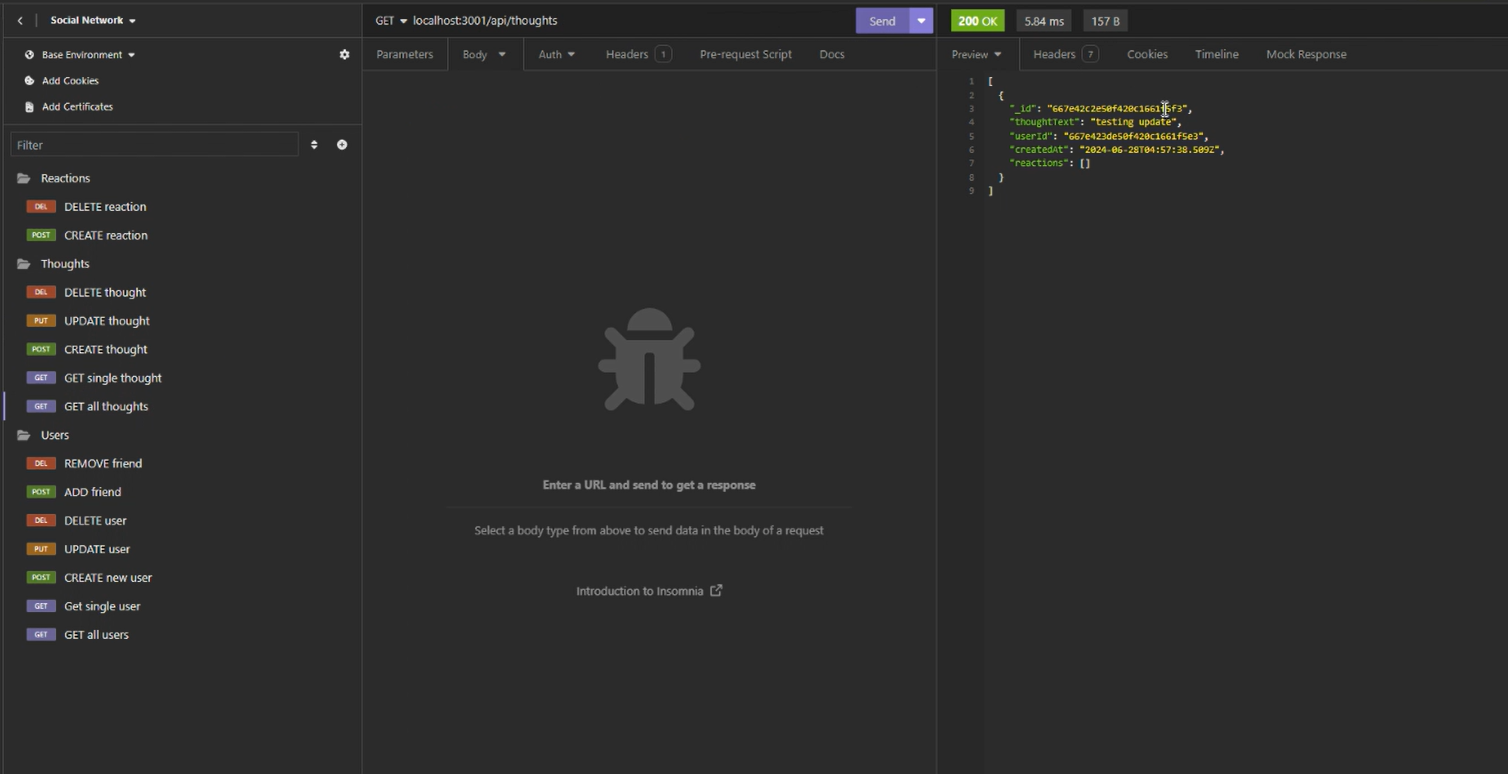 Social Network
Base Environment
Add Cookies
Add Certificates
Filter
Reactions
DEL DELETE reaction
POST CREATE reaction
Thoughts
DEL DELETE thought
PUT UPDATE thought
POST CREATE thought
GET GET single thought
GET GET all thoughts
Users
DEL REMOVE friend
POST ADD friend
DEL DELETE user
PUT UPDATE user
POST CREATE new user
GET Get single user
GET GET all users
GET localhost:3001/api/thoughts Send
Parameters Body Auth Headers 1 Pre-request Script Docs
Enter a URL and send to get a response
Select a body type from above to send data in the body of a request
Introduction to Insomnia
200 OK 5.84 ms 157 B
Preview Headers 7 Cookies Timeline Mock Response
1 [
2 {
3 "_id": "667e42c2e50f420c1661f5f3",
4 "thoughtText": "testing update",
5 "userId": "667e423de50f420c1661f5e3",
6 "createdAt": "2024-06-28T04:57:38.509Z",
7 "reactions": []
8 }
9 ]